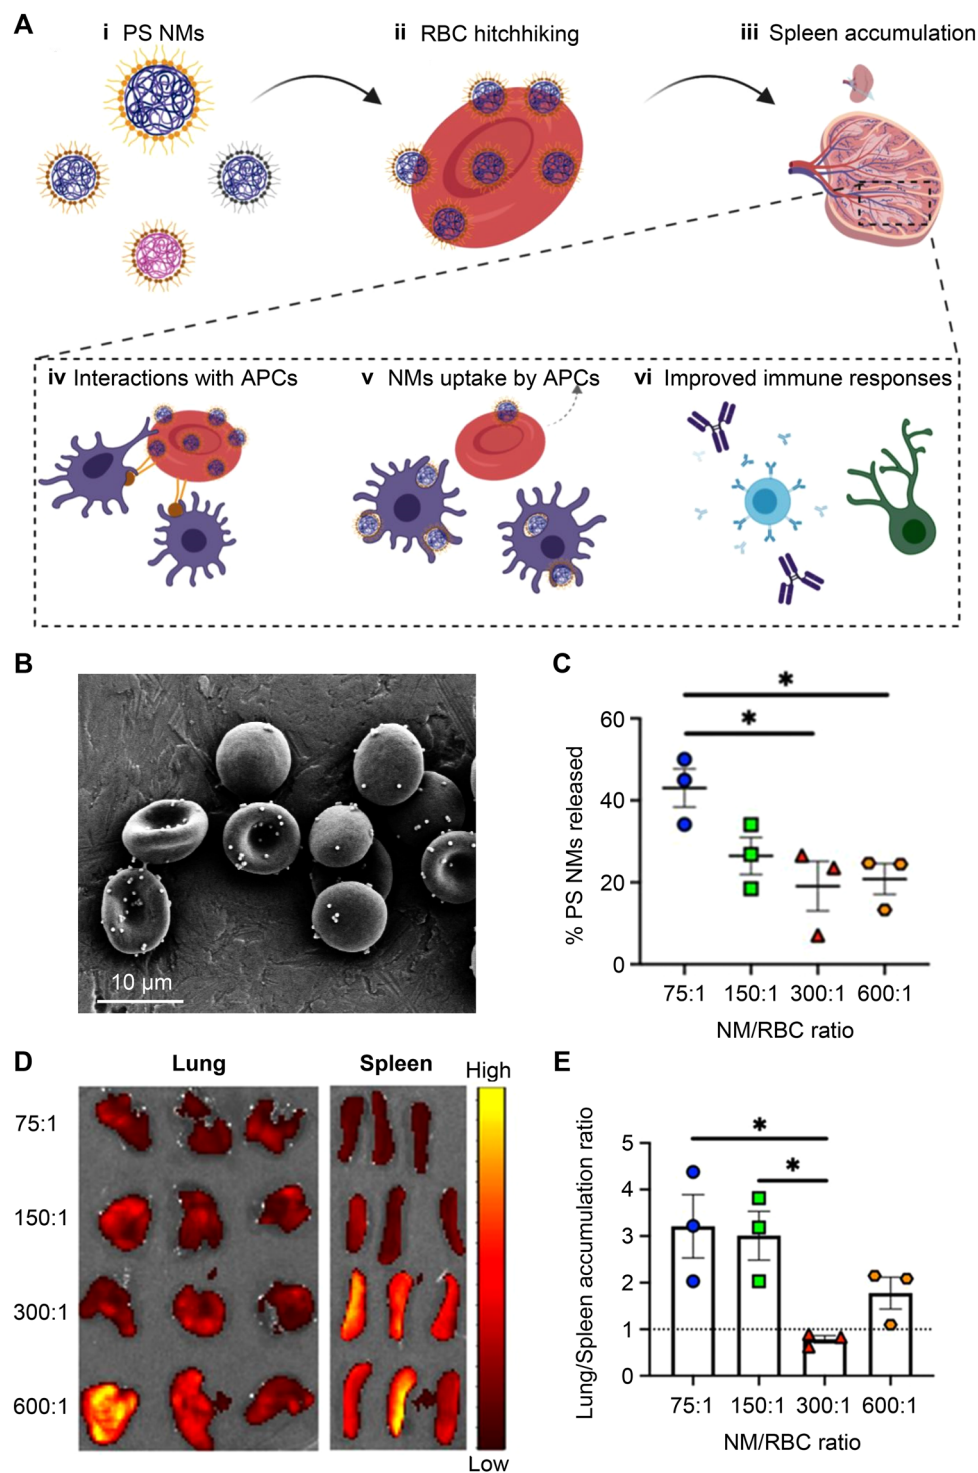 A
i PS NMs
ii RBC hitchhiking
iii Spleen accumulation
iv Interactions with APCs
v NMs uptake by APCs
vi Improved immune responses
B
10 µm
C
% PS NMs released
60
40
20
0
*
*
75:1 150:1 300:1 600:1
NM/RBC ratio
D
Lung
Spleen
High
75:1
150:1
300:1
600:1
Low
E
Lung/Spleen accumulation ratio
5
4
3
2
1
0
*
*
75:1 150:1 300:1 600:1
NM/RBC ratio